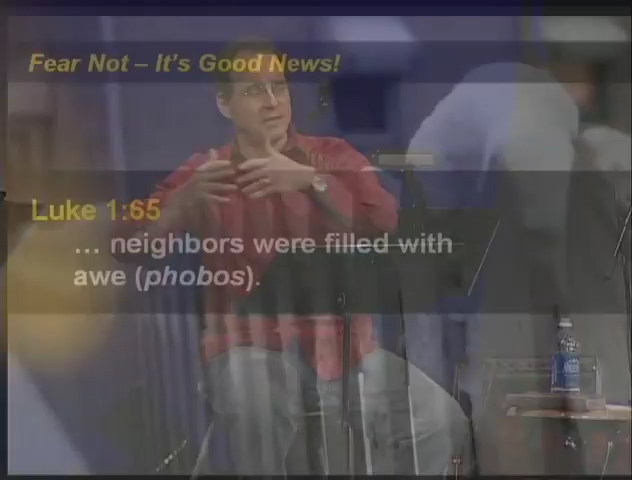 Fear Not – It's Good News!
Luke 1:65
... neighbors were filled with
awe (phobos).